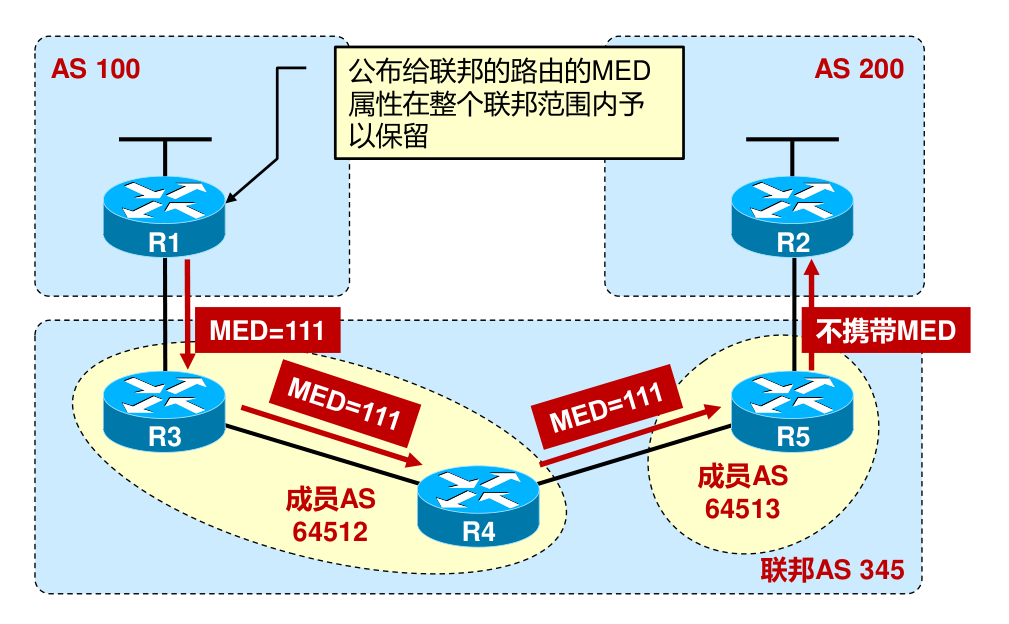 AS 100
公布给联邦的路由的MED
属性在整个联邦范围内予
以保留
AS 200
R1
R2
MED=111
不携带MED
MED=111
MED=111
R3
R5
成员AS
64512
R4
成员AS
64513
联邦AS 345